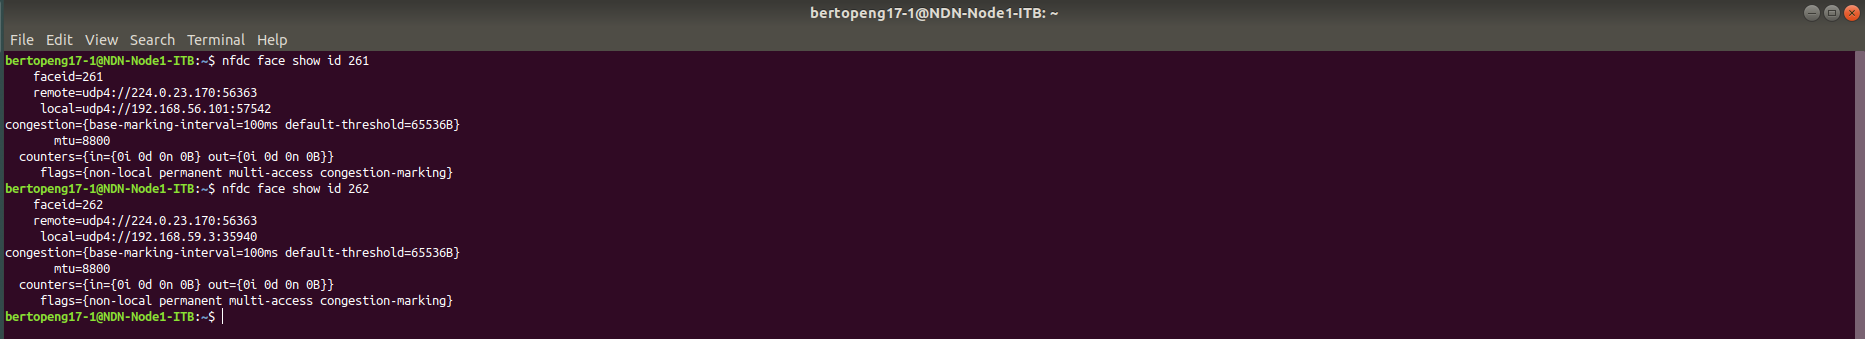 bertopeng17-1@NDN-Node1-ITB: ~
File Edit View Search Terminal Help
bertopeng17-1@NDN-Node1-ITB:~$ nfdc face show id 261
faceid=261
remote=udp4://224.0.23.170:56363
local=udp4://192.168.56.101:57542
congestion={base-marking-interval=100ms default-threshold=65536B}
mtu=8800
counters={in={0i 0d 0n 0B} out={0i 0d 0n 0B}}
flags={non-local permanent multi-access congestion-marking}
bertopeng17-1@NDN-Node1-ITB:~$ nfdc face show id 262
faceid=262
remote=udp4://224.0.23.170:56363
local=udp4://192.168.59.3:35940
congestion={base-marking-interval=100ms default-threshold=65536B}
mtu=8800
counters={in={0i 0d 0n 0B} out={0i 0d 0n 0B}}
flags={non-local permanent multi-access congestion-marking}
bertopeng17-1@NDN-Node1-ITB:~$